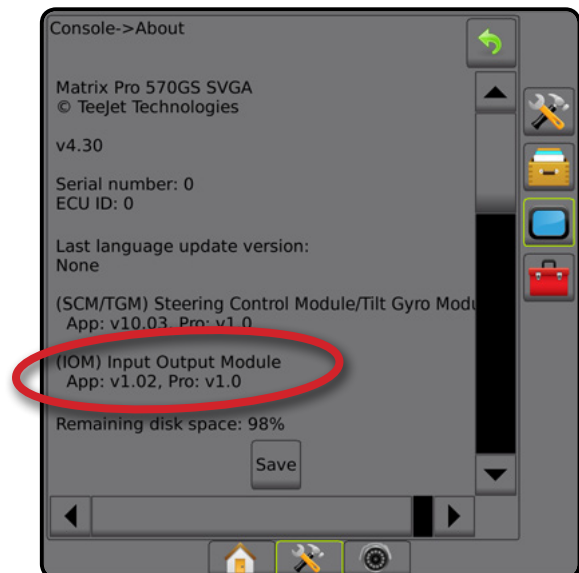 Console->About
Matrix Pro 570GS SVGA
© TeeJet Technologies
v4.30
Serial number: 0
ECU ID: 0
Last language update version:
None
(SCM/TGM) Steering Control Module/Tilt Gyro Modu
App: v10.03, Pro: v1.0
(IOM) Input Output Module
App: v1.02, Pro: v1.0
Remaining disk space: 98%
Save